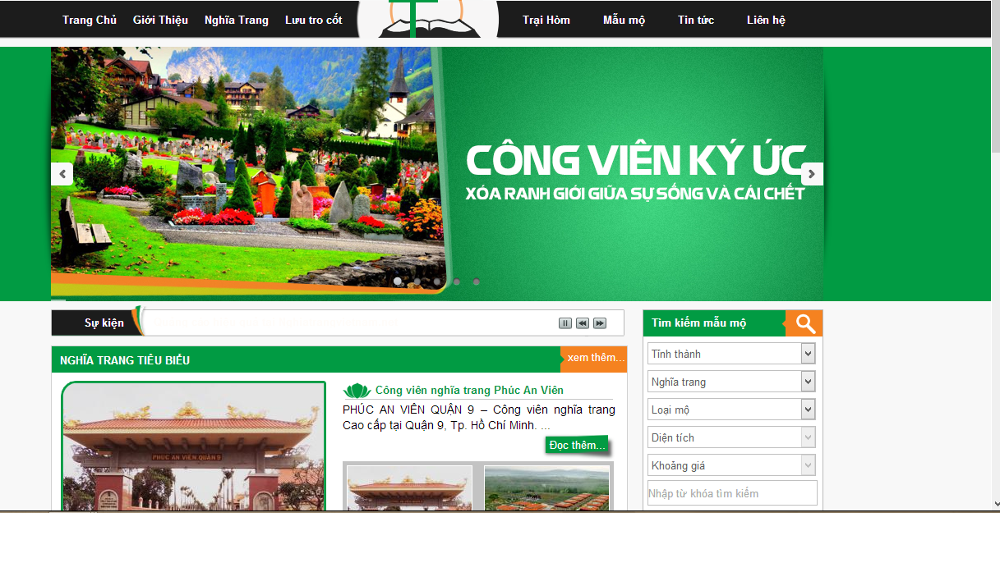 Trang Chủ Giới Thiệu Nghĩa Trang Lưu tro cốt Trại Hòm Mẫu mộ Tin tức Liên hệ
CÔNG VIÊN KÝ ỨC
XÓA RANH GIỚI GIỮA SỰ SỐNG VÀ CÁI CHẾT
Sự kiện
NGHĨA TRANG TIÊU BIỂU
xem thêm...
Công viên nghĩa trang Phúc An Viên
PHÚC AN VIÊN QUẬN 9 – Công viên nghĩa trang
Cao cấp tại Quận 9, Tp. Hồ Chí Minh. ...
Đọc thêm...
PHÚC AN VIÊN QUẬN 9
Tìm kiếm mẫu mộ
Tỉnh thành
Nghĩa trang
Loại mộ
Diện tích
Khoảng giá
Nhập từ khóa tìm kiếm